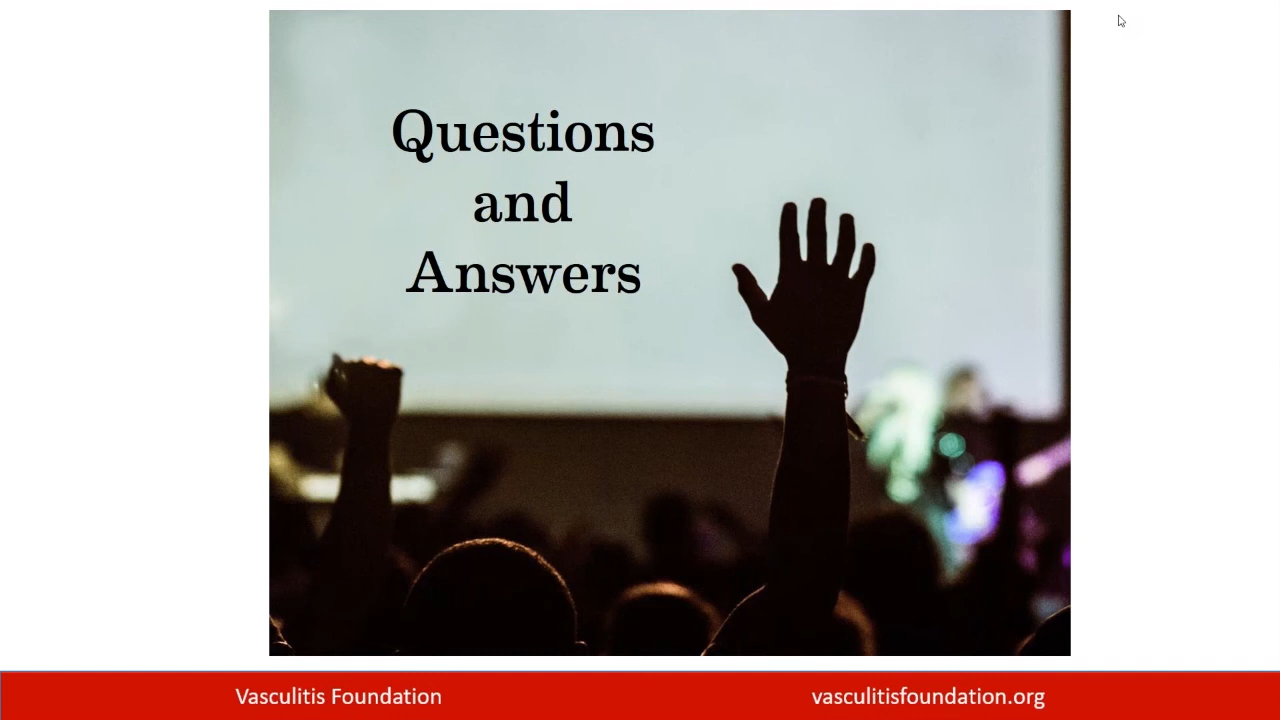 Questions
and
Answers
Vasculitis Foundation
vasculitisfoundation.org